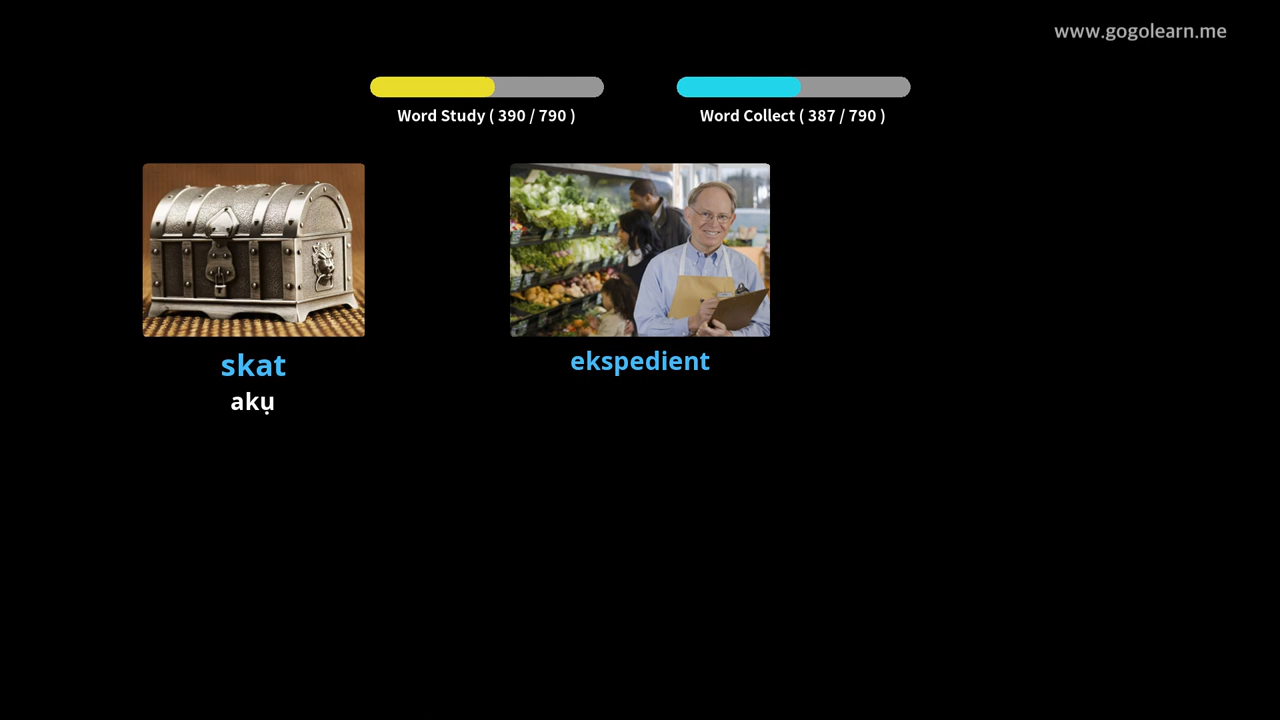 www.gogolearn.me
Word Study ( 390 / 790 )
Word Collect ( 387 / 790 )
skat
akụ
ekspedient